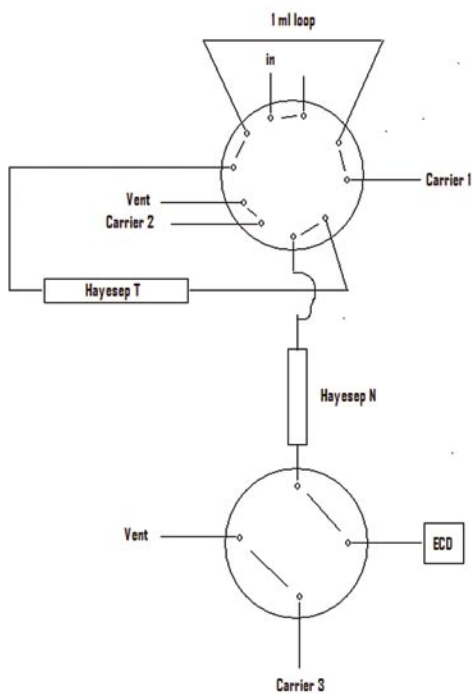 1 ml loop
in
Carrier 1
Vent
Carrier 2
Hayesep T
Hayesep N
Vent
ECD
Carrier 3